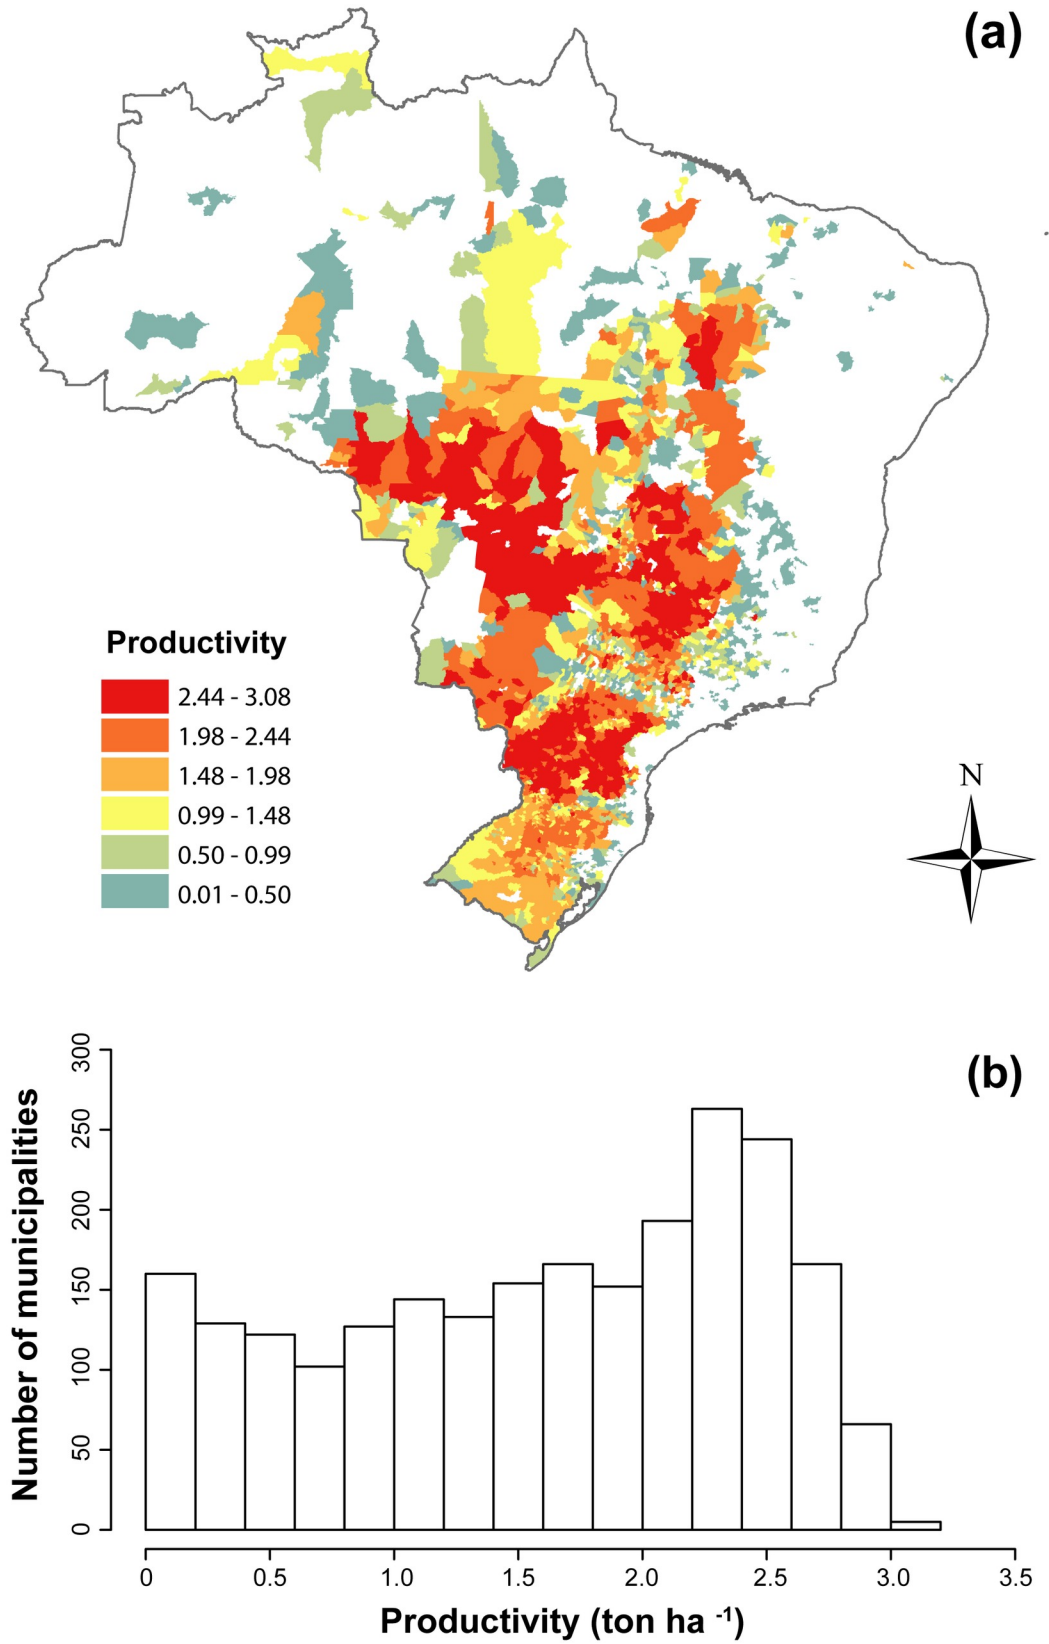 (a)
Productivity
2.44 - 3.08
1.98 - 2.44
1.48 - 1.98
0.99 - 1.48
0.50 - 0.99
0.01 - 0.50
N
(b)
Number of municipalities
300
250
200
150
100
50
0
0 0.5 1.0 1.5 2.0 2.5 3.0 3.5
Productivity (ton ha -1)